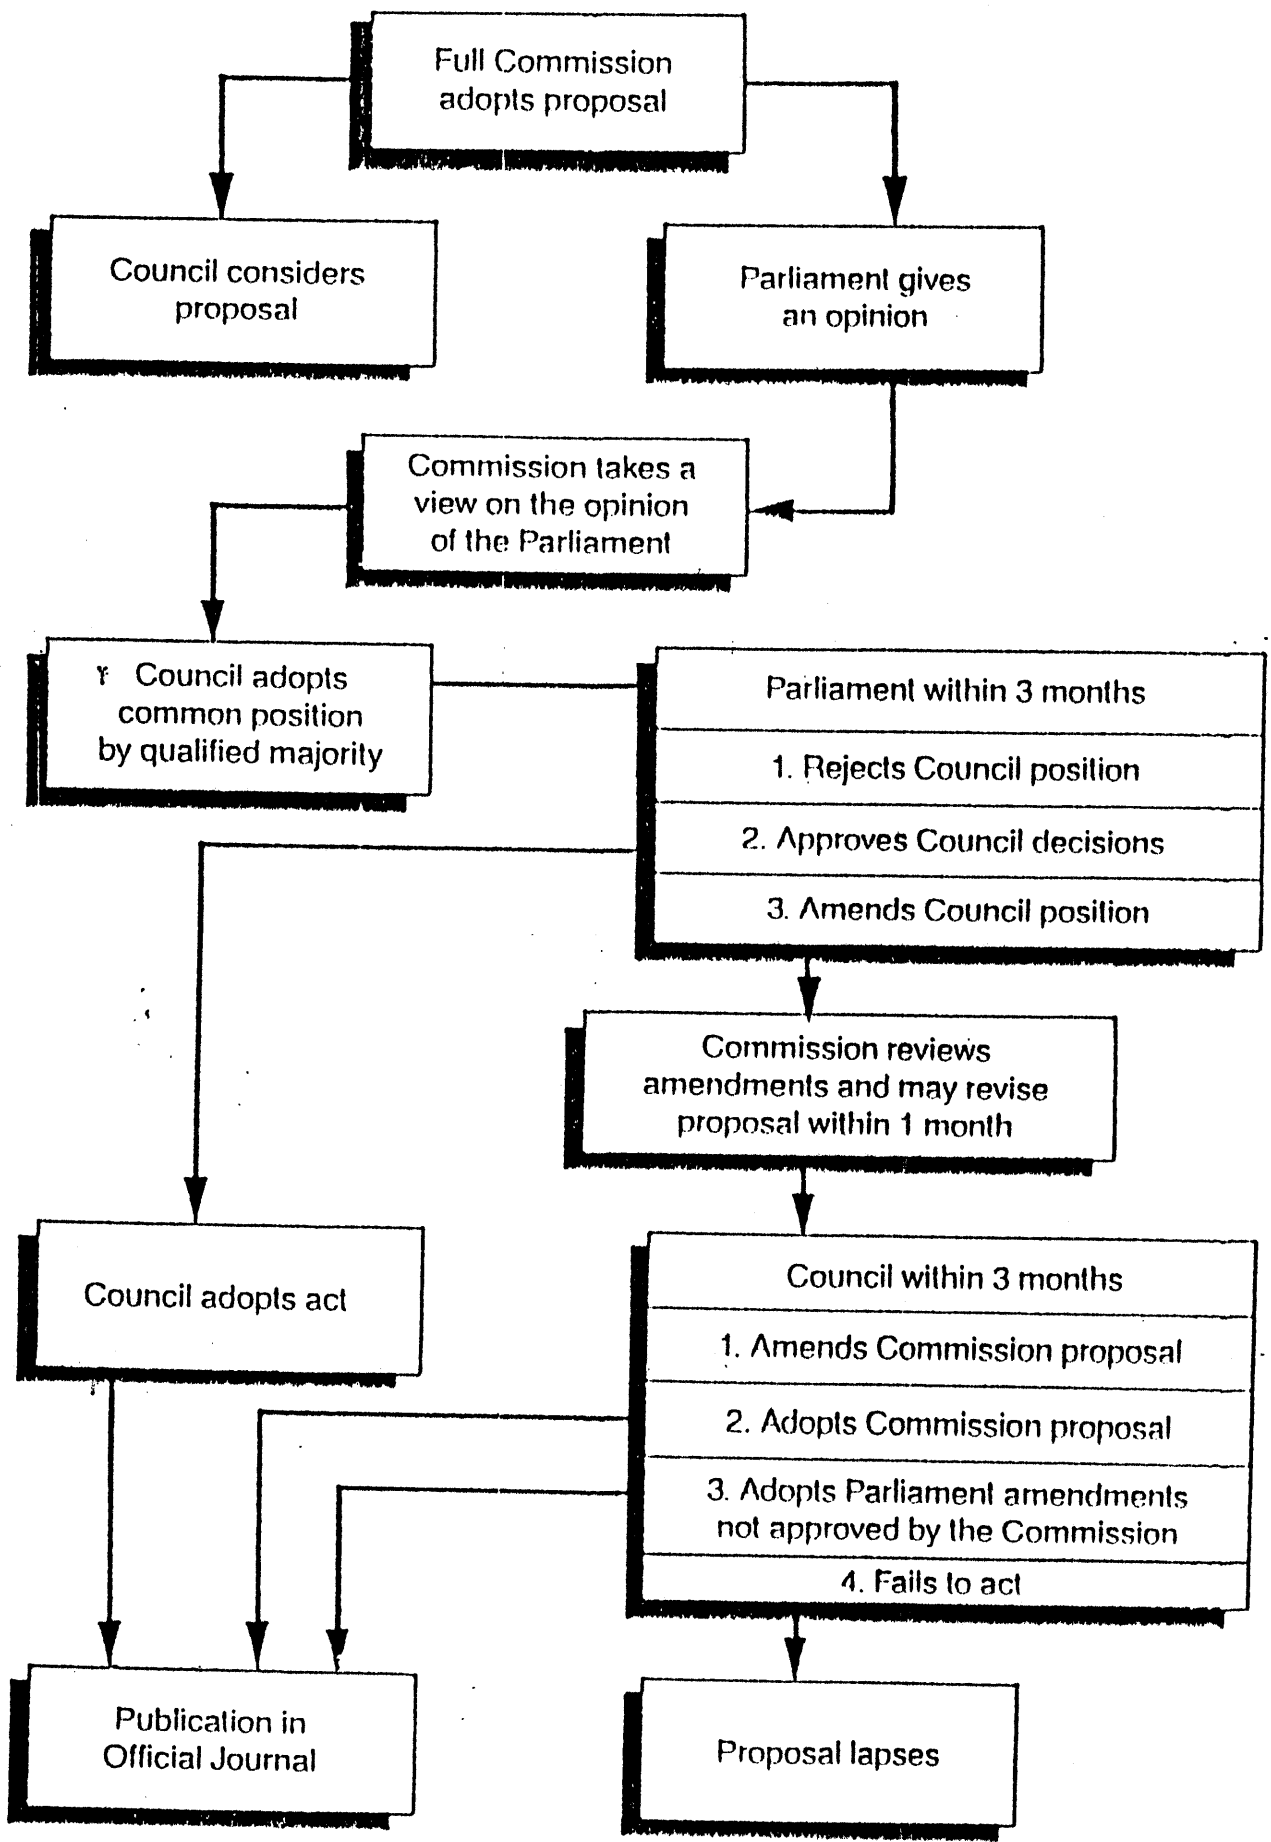 Full Commission
adopts proposal
Council considers
proposal
Parliament gives
an opinion
Commission takes a
view on the opinion
of the Parliament
Council adopts
common position
by qualified majority
Parliament within 3 months
1. Rejects Council position
2. Approves Council decisions
3. Amends Council position
Commission reviews
amendments and may revise
proposal within 1 month
Council adopts act
Council within 3 months
1. Amends Commission proposal
2. Adopts Commission proposal
3. Adopts Parliament amendments
not approved by the Commission
4. Fails to act
Publication in
Official Journal
Proposal lapses